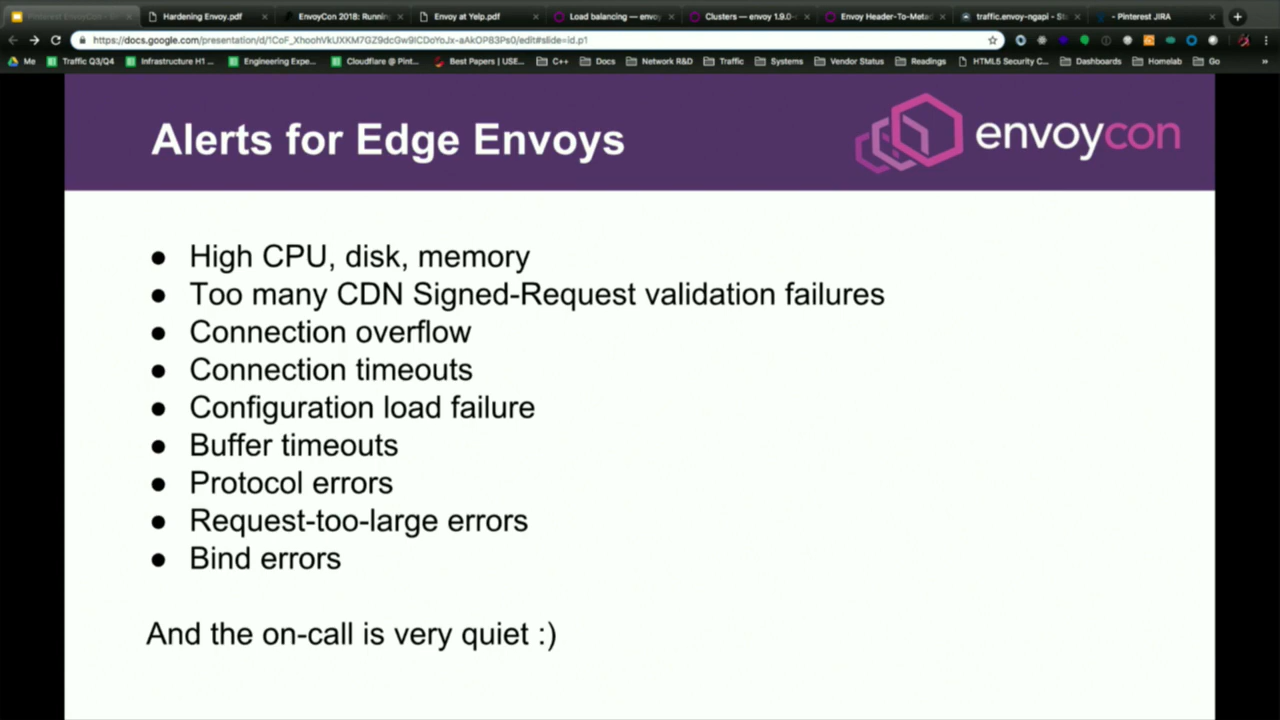 Pinterest EnvoyCon - S
Hardening Envoy.pdf
EnvoyCon 2018: Runnin
Envoy at Yelp.pdf
Load balancing — envoy
Clusters — envoy 1.9.0-
Envoy Header-To-Metad
traffic.envoy-ngapi - St
- Pinterest JIRA
Me
Traffic Q3/Q4
Infrastructure H1 ...
Engineering Expe...
Cloudflare @ Pint...
Best Papers | USE...
C++
Docs
Network R&D
Traffic
Systems
Vendor Status
Readings
HTML5 Security C...
Dashboards
Homelab
Go
Alerts for Edge Envoys
envoycon
● High CPU, disk, memory
● Too many CDN Signed-Request validation failures
● Connection overflow
● Connection timeouts
● Configuration load failure
● Buffer timeouts
● Protocol errors
● Request-too-large errors
● Bind errors
And the on-call is very quiet :)